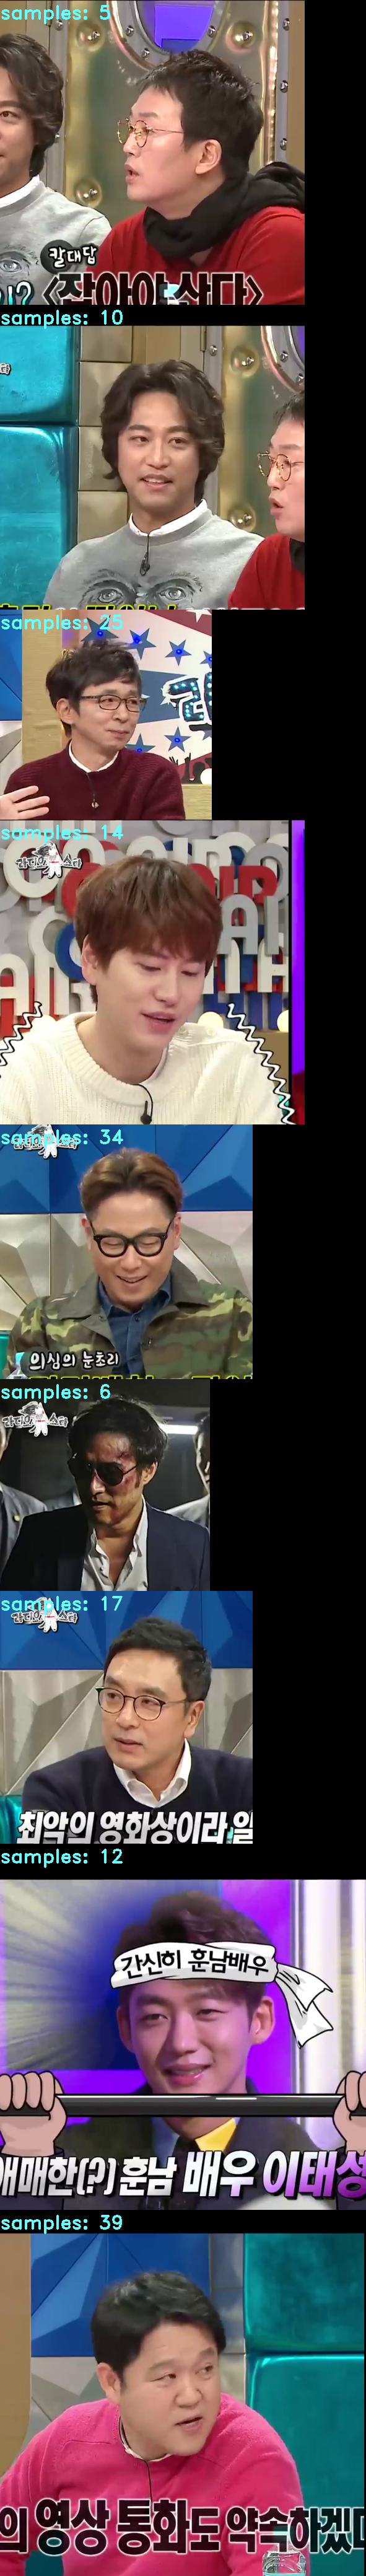 samples: 5
칼대답
<잡아야 산다>
samples: 10
samples: 25
samples: 14
samples: 34
의심의 눈초리
samples: 6
samples: 17
최악의 영화상이라 일
samples: 12
간신히 훈남배우
애매한(?) 훈남 배우 이태성
samples: 39
의 영상 통화도 약속하겠다